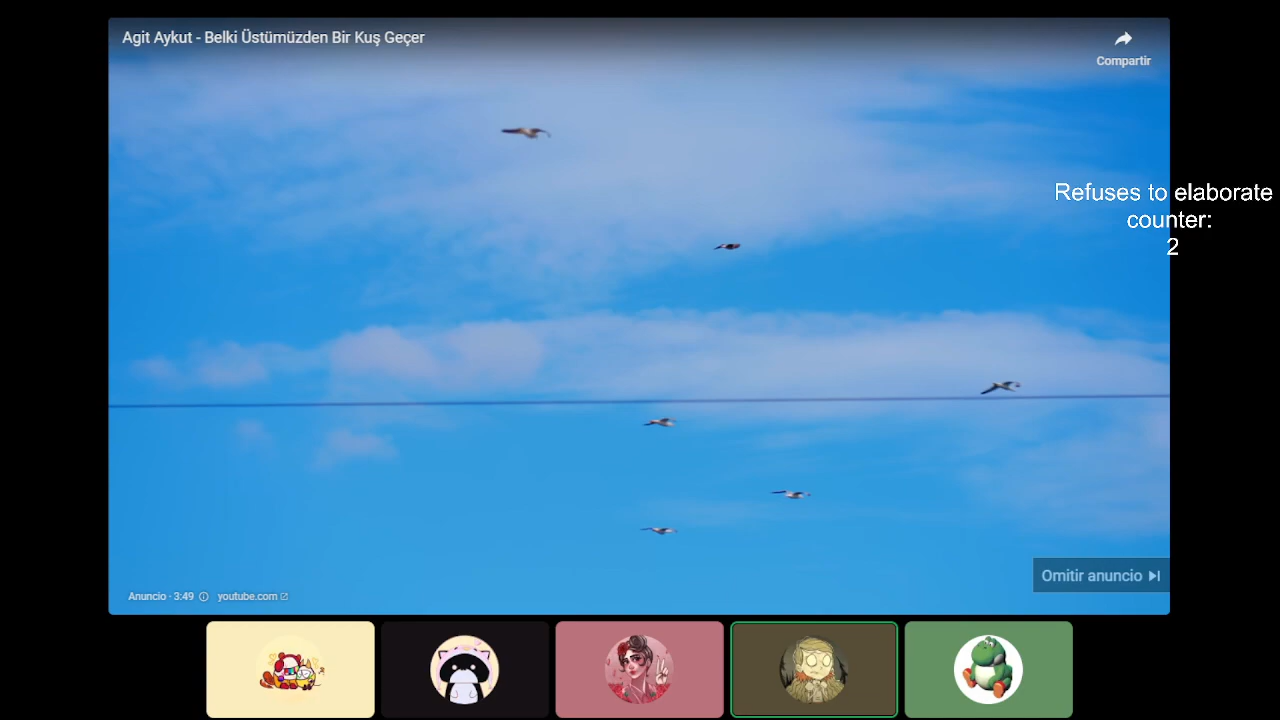 Agit Aykut - Belki Üstümüzden Bir Kuş Geçer
Compartir
Refuses to elaborate
counter:
2
Omitir anuncio
Anuncio · 3:49 youtube.com